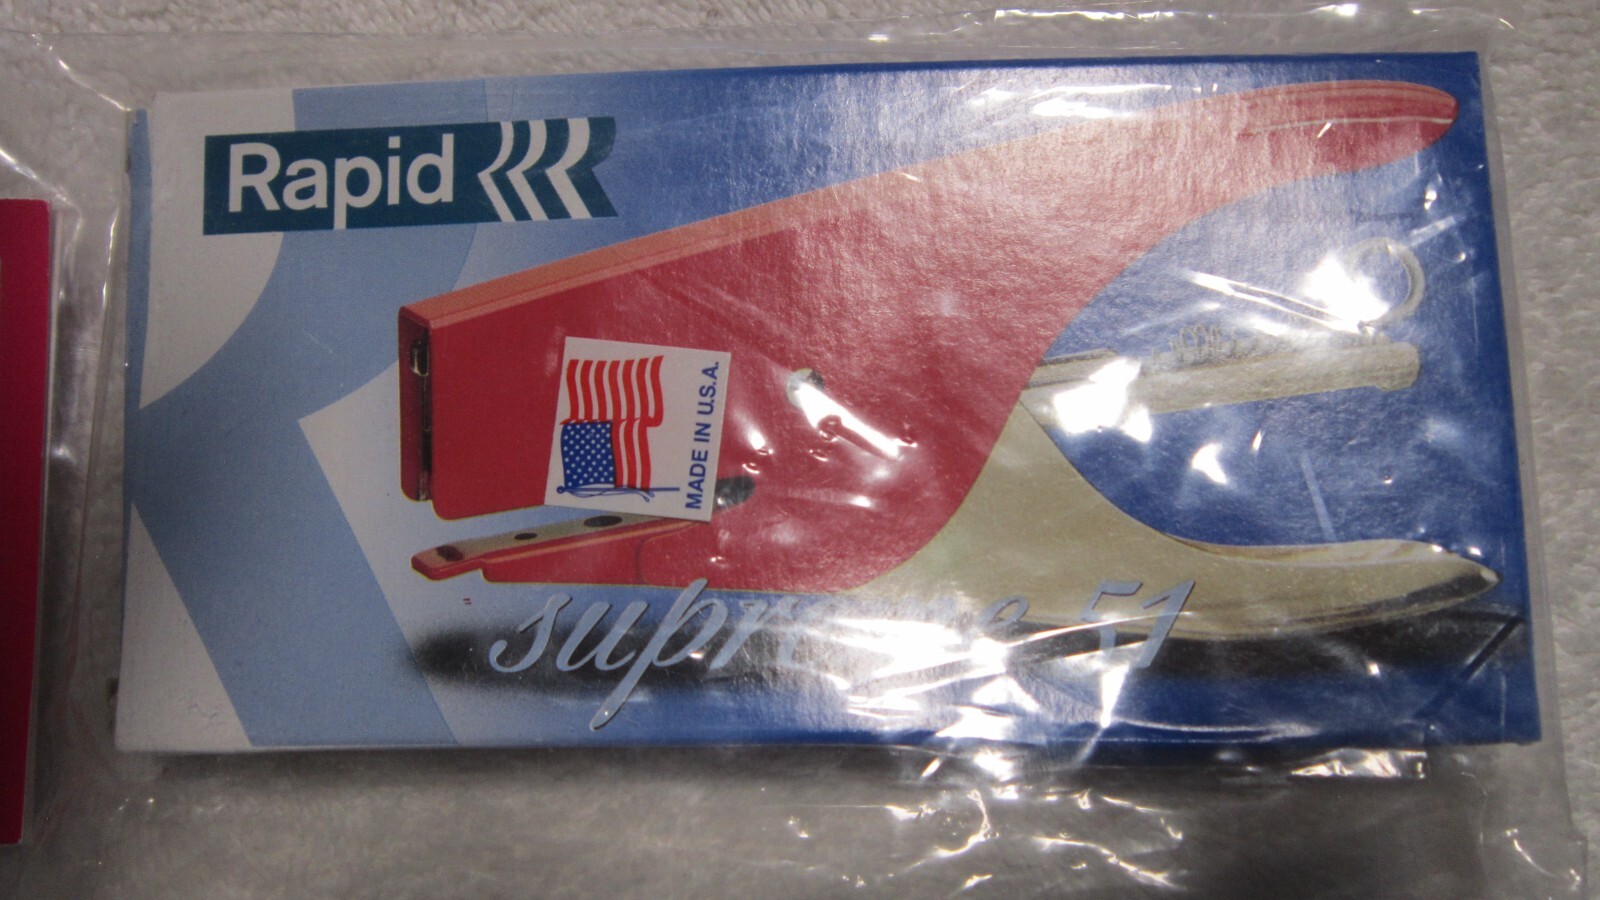 Rapid
MADE IN U.S.A.
supreme 51